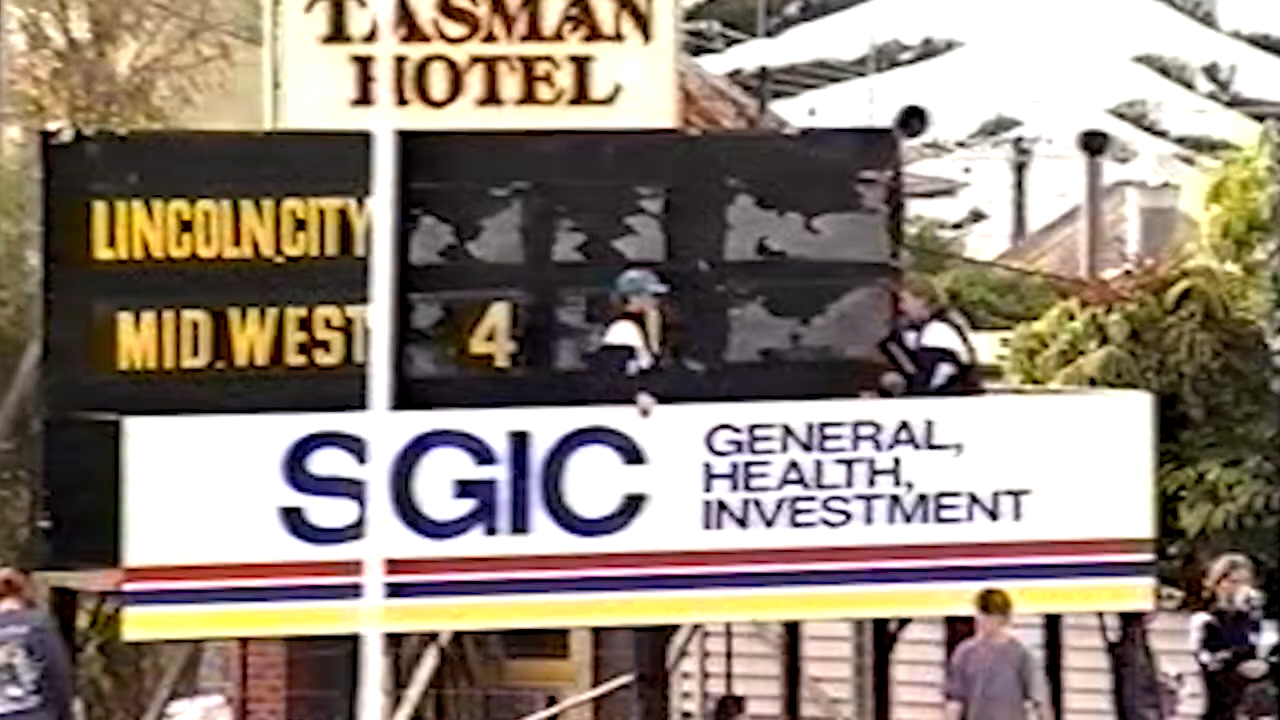 TASMAN
HOTEL
LINCOLN.CITY
MID.WEST 4
SGIC
GENERAL,
HEALTH,
INVESTMENT